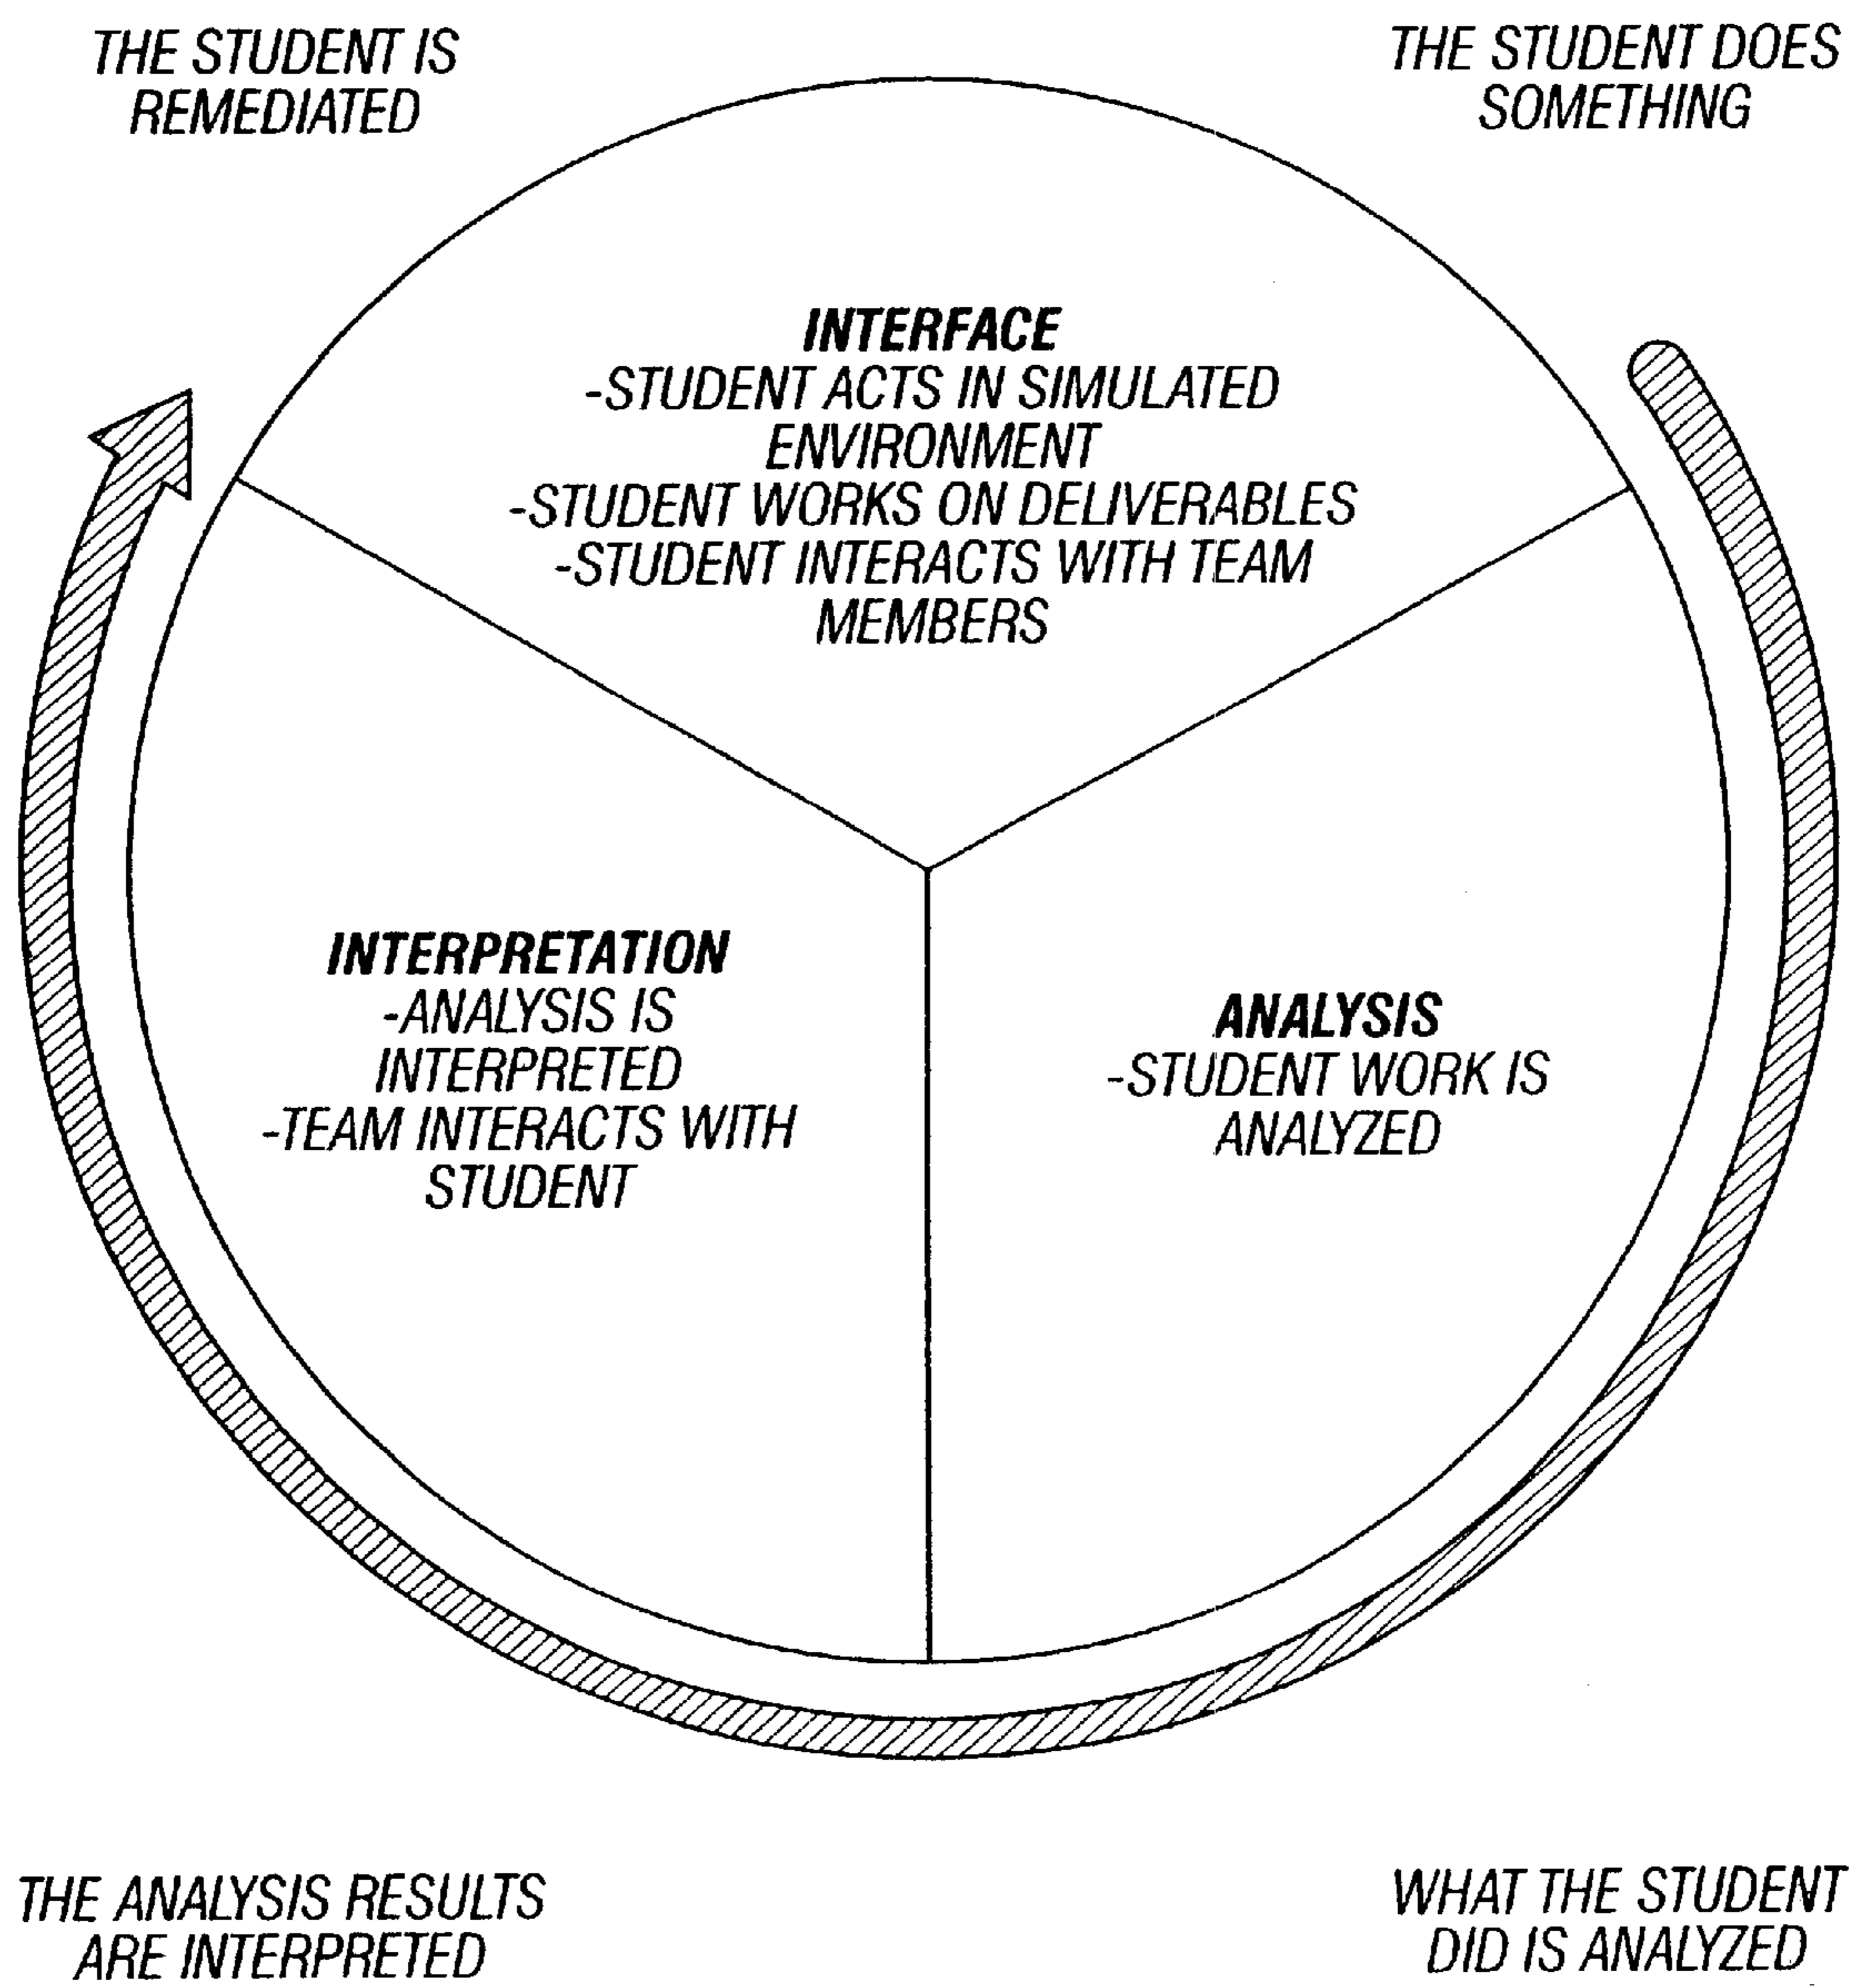 THE STUDENT IS
REMEDIATED
THE STUDENT DOES
SOMETHING
INTERFACE
-STUDENT ACTS IN SIMULATED
ENVIRONMENT
-STUDENT WORKS ON DELIVERABLES
-STUDENT INTERACTS WITH TEAM
MEMBERS
INTERPRETATION
-ANALYSIS IS
INTERPRETED
-TEAM INTERACTS WITH
STUDENT
ANALYSIS
-STUDENT WORK IS
ANALYZED
THE ANALYSIS RESULTS
ARE INTERPRETED
WHAT THE STUDENT
DID IS ANALYZED